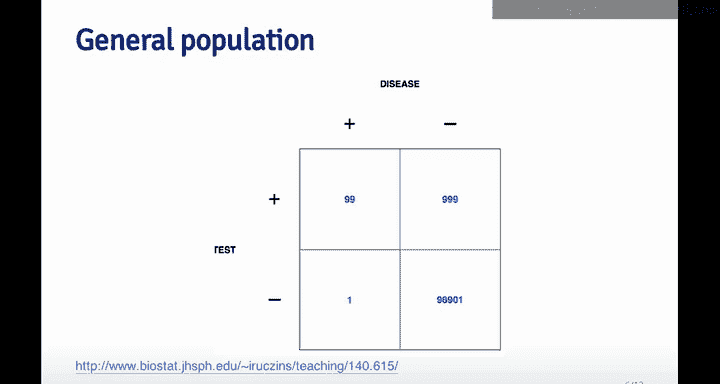 General population
DISEASE
+ −
+ 99 999
TEST
− 1 98901
http://www.biostat.jhsph.edu/~iruczins/teaching/140.615/